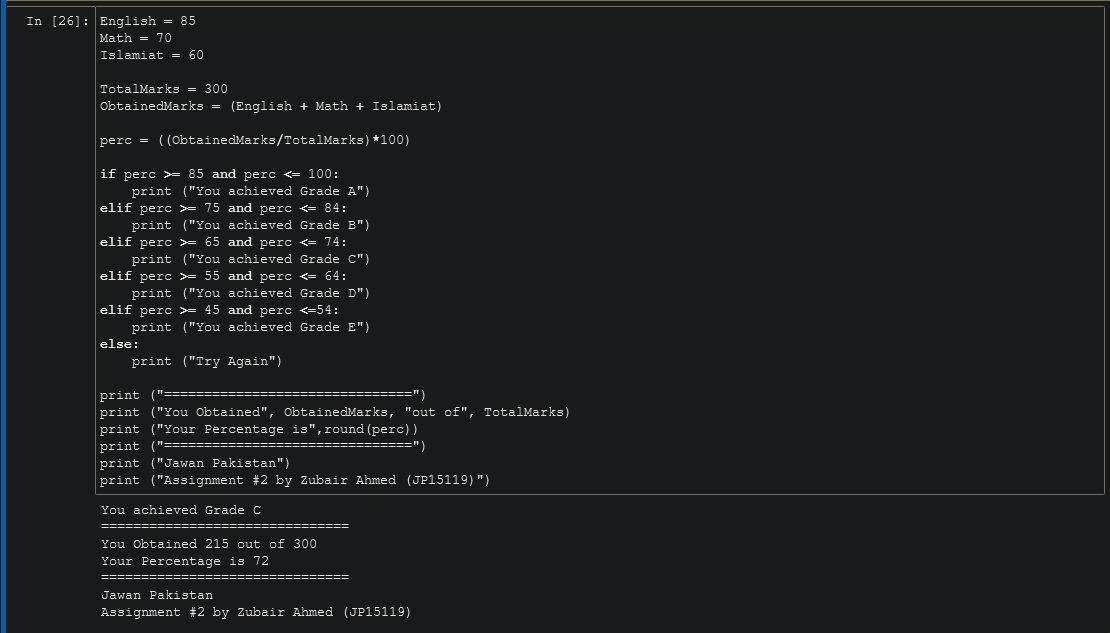 In [26]: English = 85
Math = 70
Islamiat = 60
TotalMarks = 300
ObtainedMarks = (English + Math + Islamiat)
perc = ((ObtainedMarks/TotalMarks)*100)
if perc >= 85 and perc <= 100:
    print ("You achieved Grade A")
elif perc >= 75 and perc <= 84:
    print ("You achieved Grade B")
elif perc >= 65 and perc <= 74:
    print ("You achieved Grade C")
elif perc >= 55 and perc <= 64:
    print ("You achieved Grade D")
elif perc >= 45 and perc <=54:
    print ("You achieved Grade E")
else:
    print ("Try Again")
print ("===============================")
print ("You Obtained", ObtainedMarks, "out of", TotalMarks)
print ("Your Percentage is",round(perc))
print ("===============================")
print ("Jawan Pakistan")
print ("Assignment #2 by Zubair Ahmed (JP15119)")
You achieved Grade C
===============================
You Obtained 215 out of 300
Your Percentage is 72
===============================
Jawan Pakistan
Assignment #2 by Zubair Ahmed (JP15119)